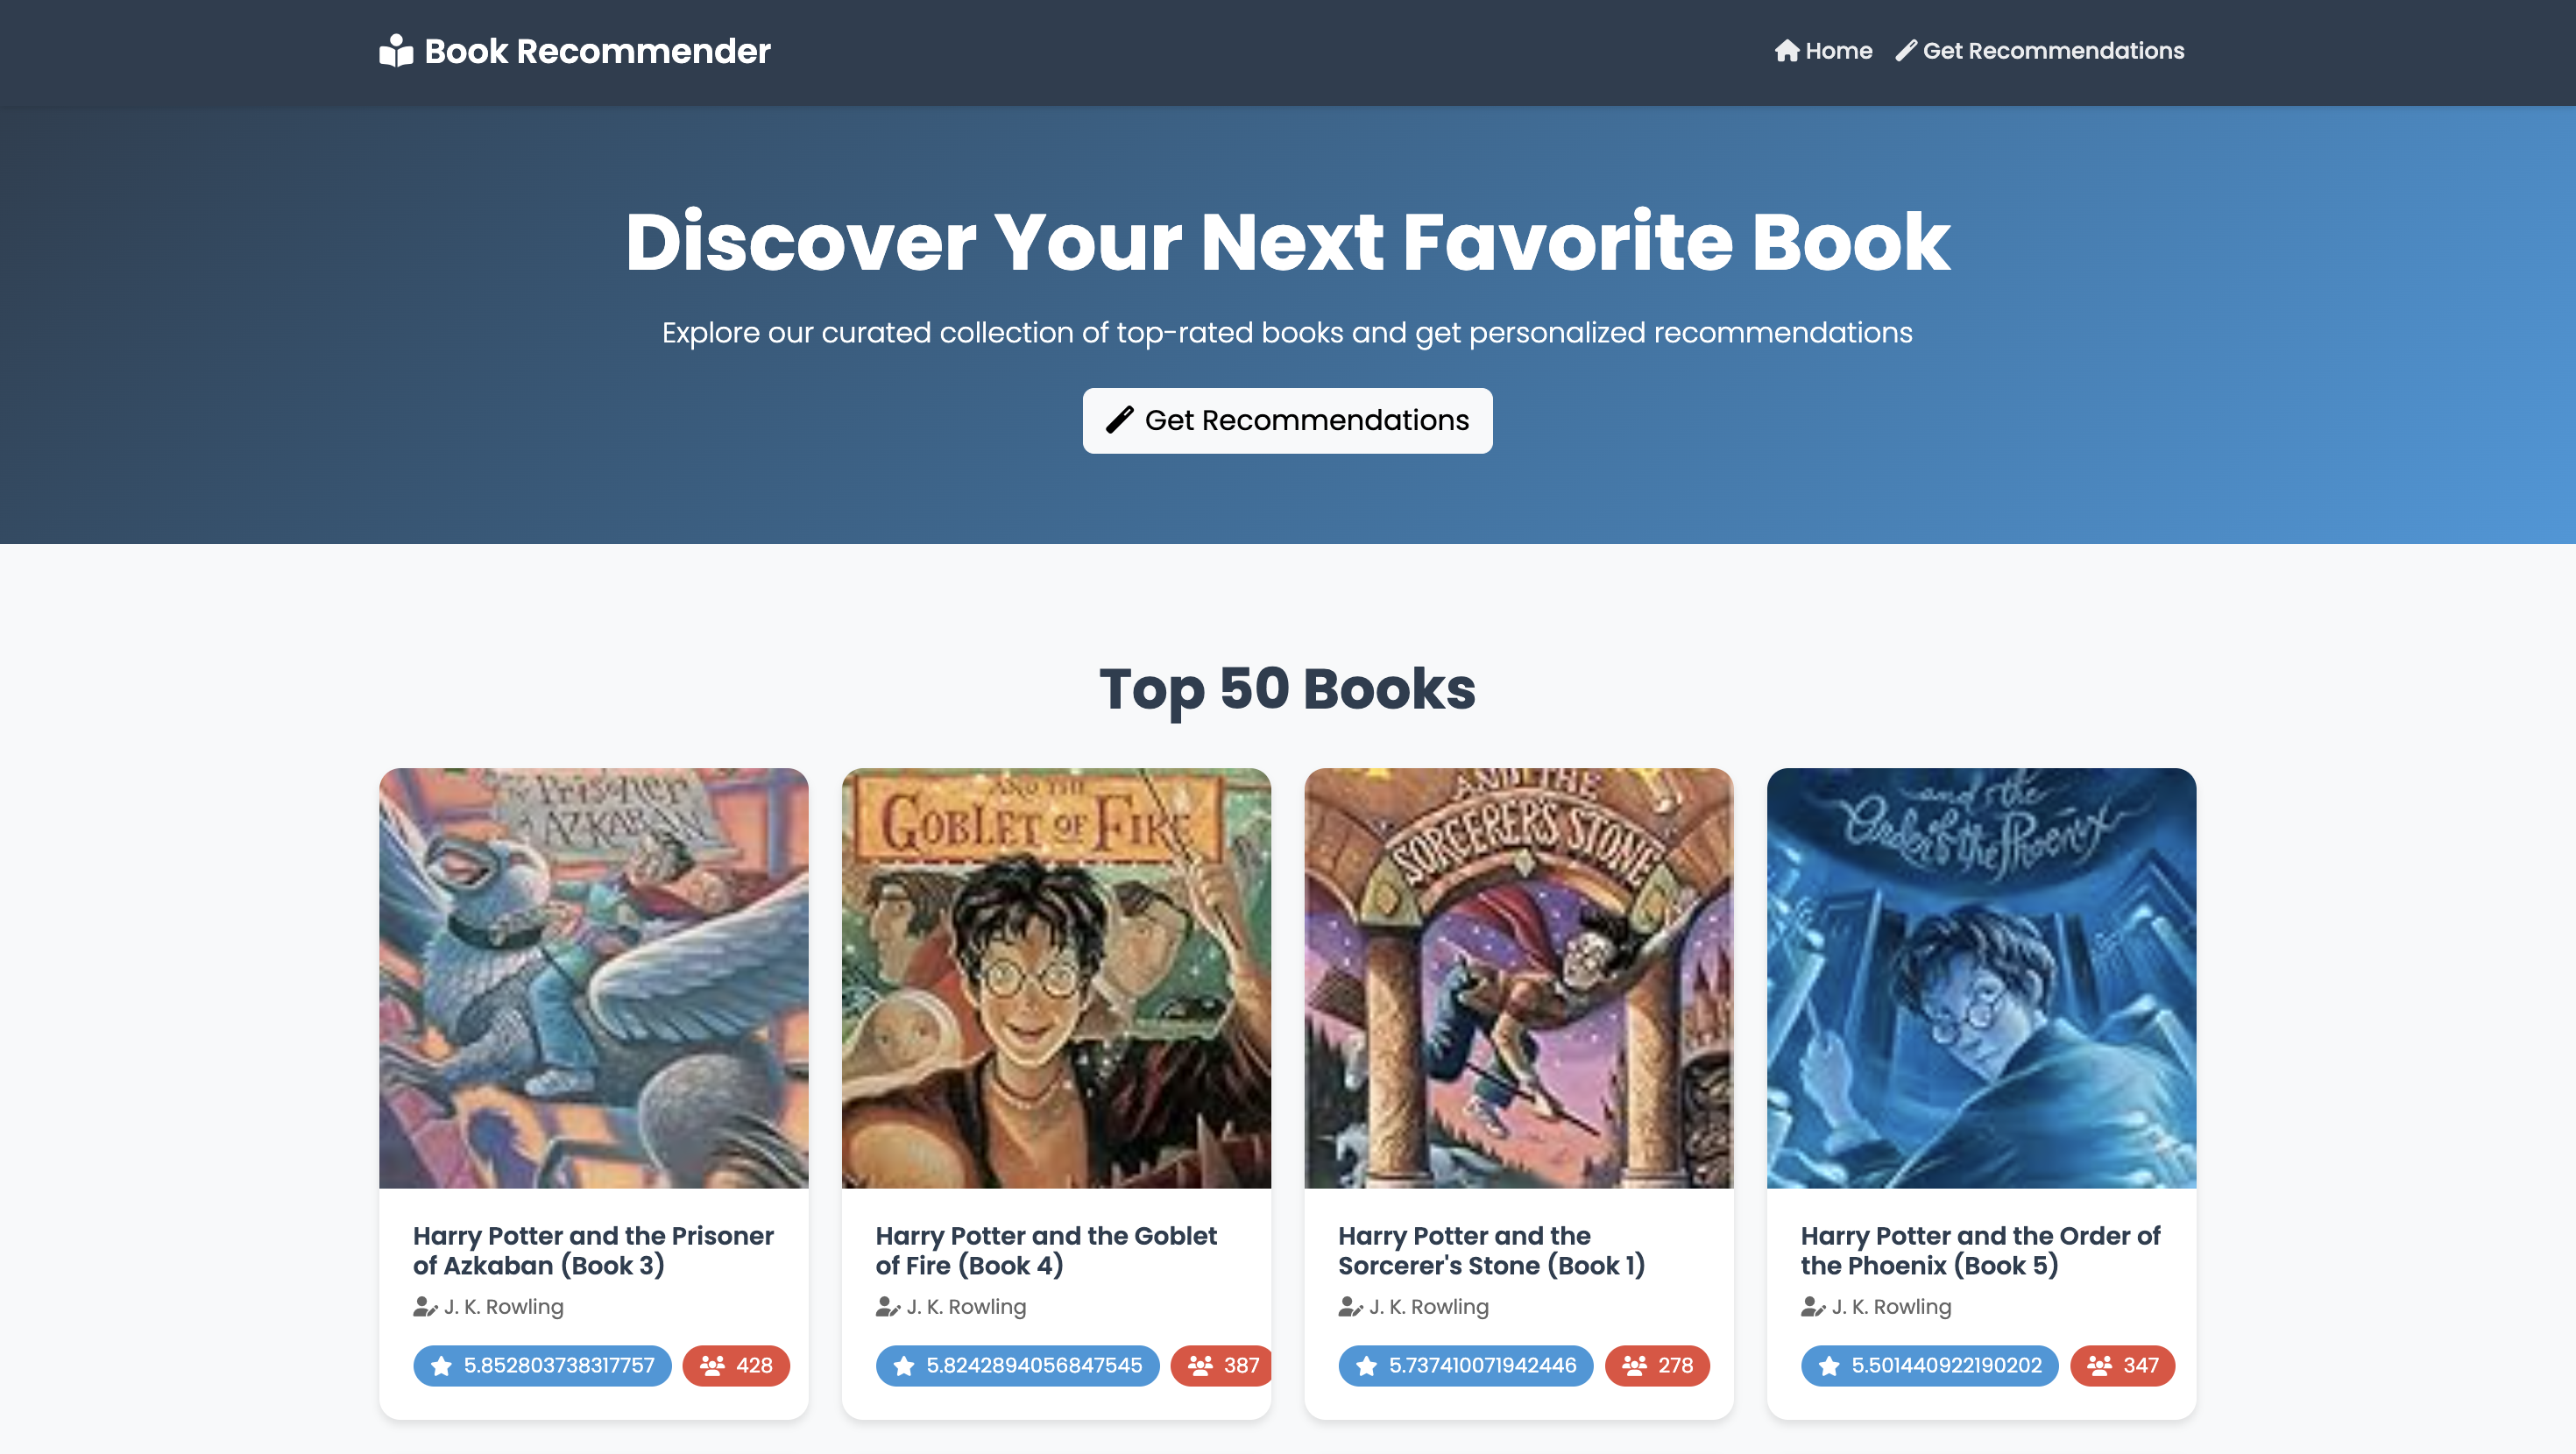 Book Recommender
Home
Get Recommendations
Discover Your Next Favorite Book
Explore our curated collection of top-rated books and get personalized recommendations
Get Recommendations
Top 50 Books
Prisoner
of AZKABAN
AND THE
GOBLET OF FIRE
AND THE
SORCERER'S STONE
and the
Order of the Phoenix
Harry Potter and the Prisoner
of Azkaban (Book 3)
J. K. Rowling
5.852803738317757
428
Harry Potter and the Goblet
of Fire (Book 4)
J. K. Rowling
5.8242894056847545
387
Harry Potter and the
Sorcerer's Stone (Book 1)
J. K. Rowling
5.737410071942446
278
Harry Potter and the Order of
the Phoenix (Book 5)
J. K. Rowling
5.501440922190202
347